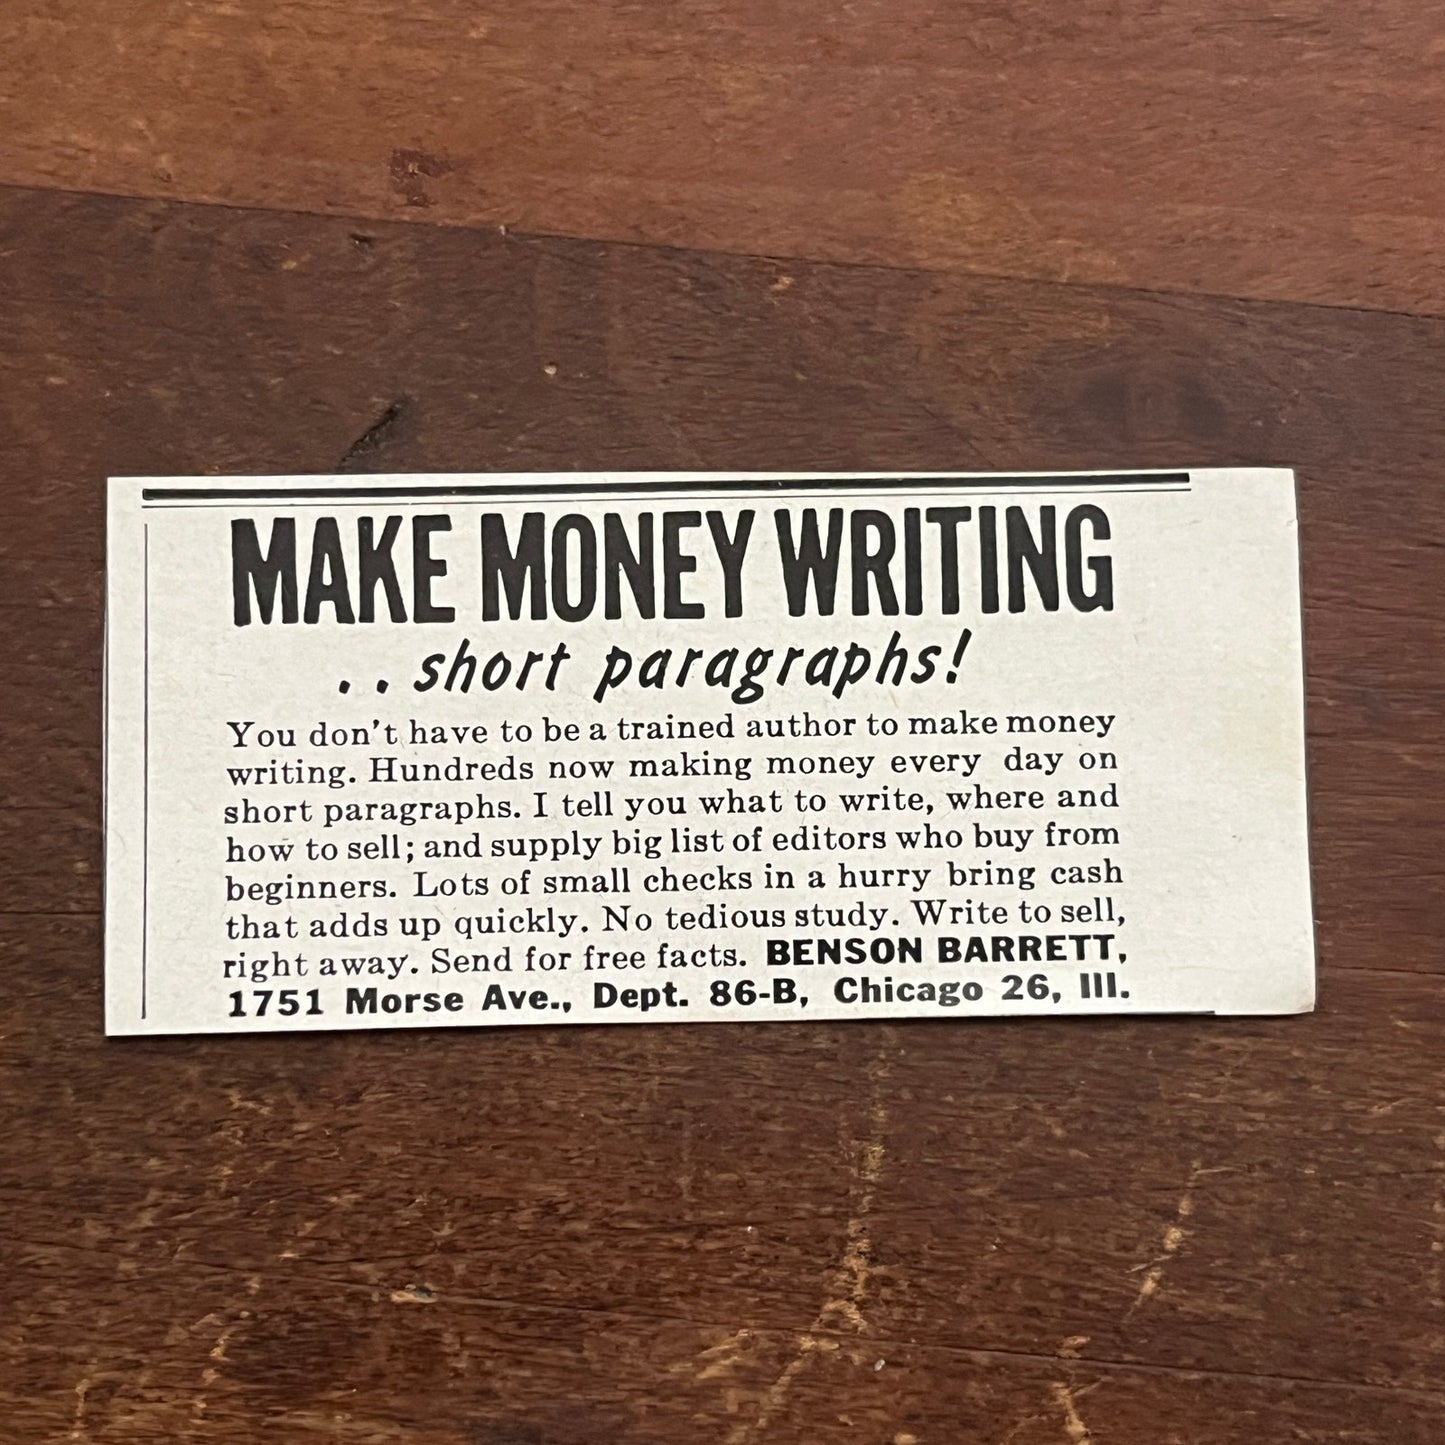 MAKE MONEY WRITING
. . short paragraphs!
You don't have to be a trained author to make money
writing. Hundreds now making money every day on
short paragraphs. I tell you what to write, where and
how to sell; and supply big list of editors who buy from
beginners. Lots of small checks in a hurry bring cash
that adds up quickly. No tedious study. Write to sell,
right away. Send for free facts. BENSON BARRETT,
1751 Morse Ave., Dept. 86-B, Chicago 26, Ill.